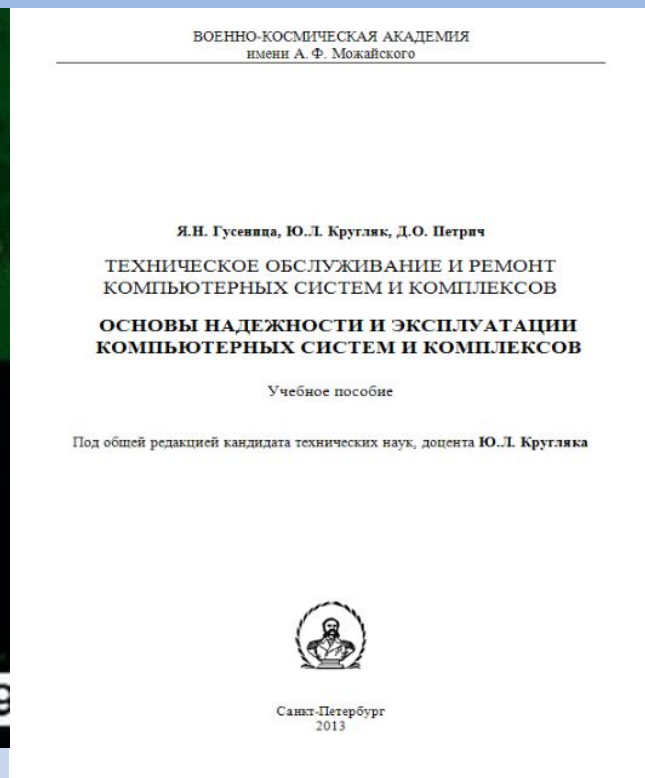 ВОЕННО-КОСМИЧЕСКАЯ АКАДЕМИЯ
имени А. Ф. Можайского
Я.Н. Гусеница, Ю.Л. Кругляк, Д.О. Петрич
ТЕХНИЧЕСКОЕ ОБСЛУЖИВАНИЕ И РЕМОНТ
КОМПЬЮТЕРНЫХ СИСТЕМ И КОМПЛЕКСОВ
ОСНОВЫ НАДЕЖНОСТИ И ЭКСПЛУАТАЦИИ
КОМПЬЮТЕРНЫХ СИСТЕМ И КОМПЛЕКСОВ
Учебное пособие
Под общей редакцией кандидата технических наук, доцента Ю.Л. Кругляка
Санкт-Петербург
2013